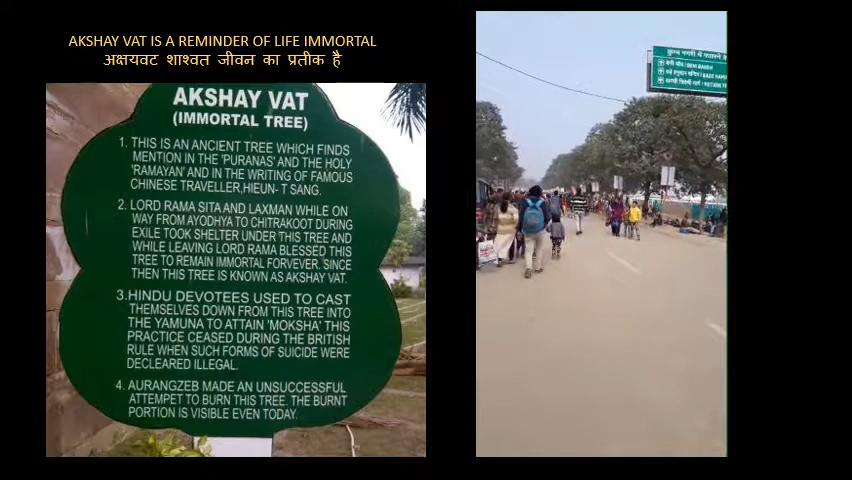 AKSHAY VAT IS A REMINDER OF LIFE IMMORTAL
अक्षयवट शाश्वत जीवन का प्रतीक है
AKSHAY VAT
(IMMORTAL TREE)
1. THIS IS AN ANCIENT TREE WHICH FINDS
MENTION IN THE 'PURANAS' AND THE HOLY
'RAMAYAN' AND IN THE WRITING OF FAMOUS
CHINESE TRAVELLER,HIEUN- T SANG.
2. LORD RAMA SITA AND LAXMAN WHILE ON
WAY FROM AYODHYA TO CHITRAKOOT DURING
EXILE TOOK SHELTER UNDER THIS TREE AND
WHILE LEAVING LORD RAMA BLESSED THIS
TREE TO REMAIN IMMORTAL FORVEVER. SINCE
THEN THIS TREE IS KNOWN AS AKSHAY VAT.
3. HINDU DEVOTEES USED TO CAST
THEMSELVES DOWN FROM THIS TREE INTO
THE YAMUNA TO ATTAIN 'MOKSHA' THIS
PRACTICE CEASED DURING THE BRITISH
RULE WHEN SUCH FORMS OF SUICIDE WERE
DECLEARED ILLEGAL.
4. AURANGZEB MADE AN UNSUCCESSFUL
ATTEMPET TO BURN THIS TREE. THE BURNT
PORTION IS VISIBLE EVEN TODAY.